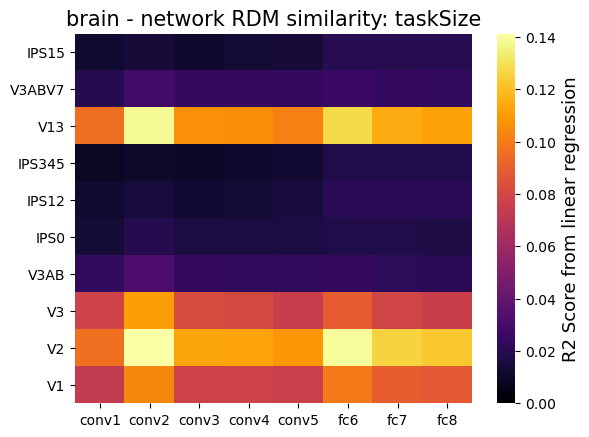 brain - network RDM similarity: taskSize
IPS15
V3ABV7
V13
IPS345
IPS12
IPS0
V3AB
V3
V2
V1
conv1 conv2 conv3 conv4 conv5 fc6 fc7 fc8
0.14
0.12
0.10
0.08
0.06
0.04
0.02
0.00
R2 Score from linear regression